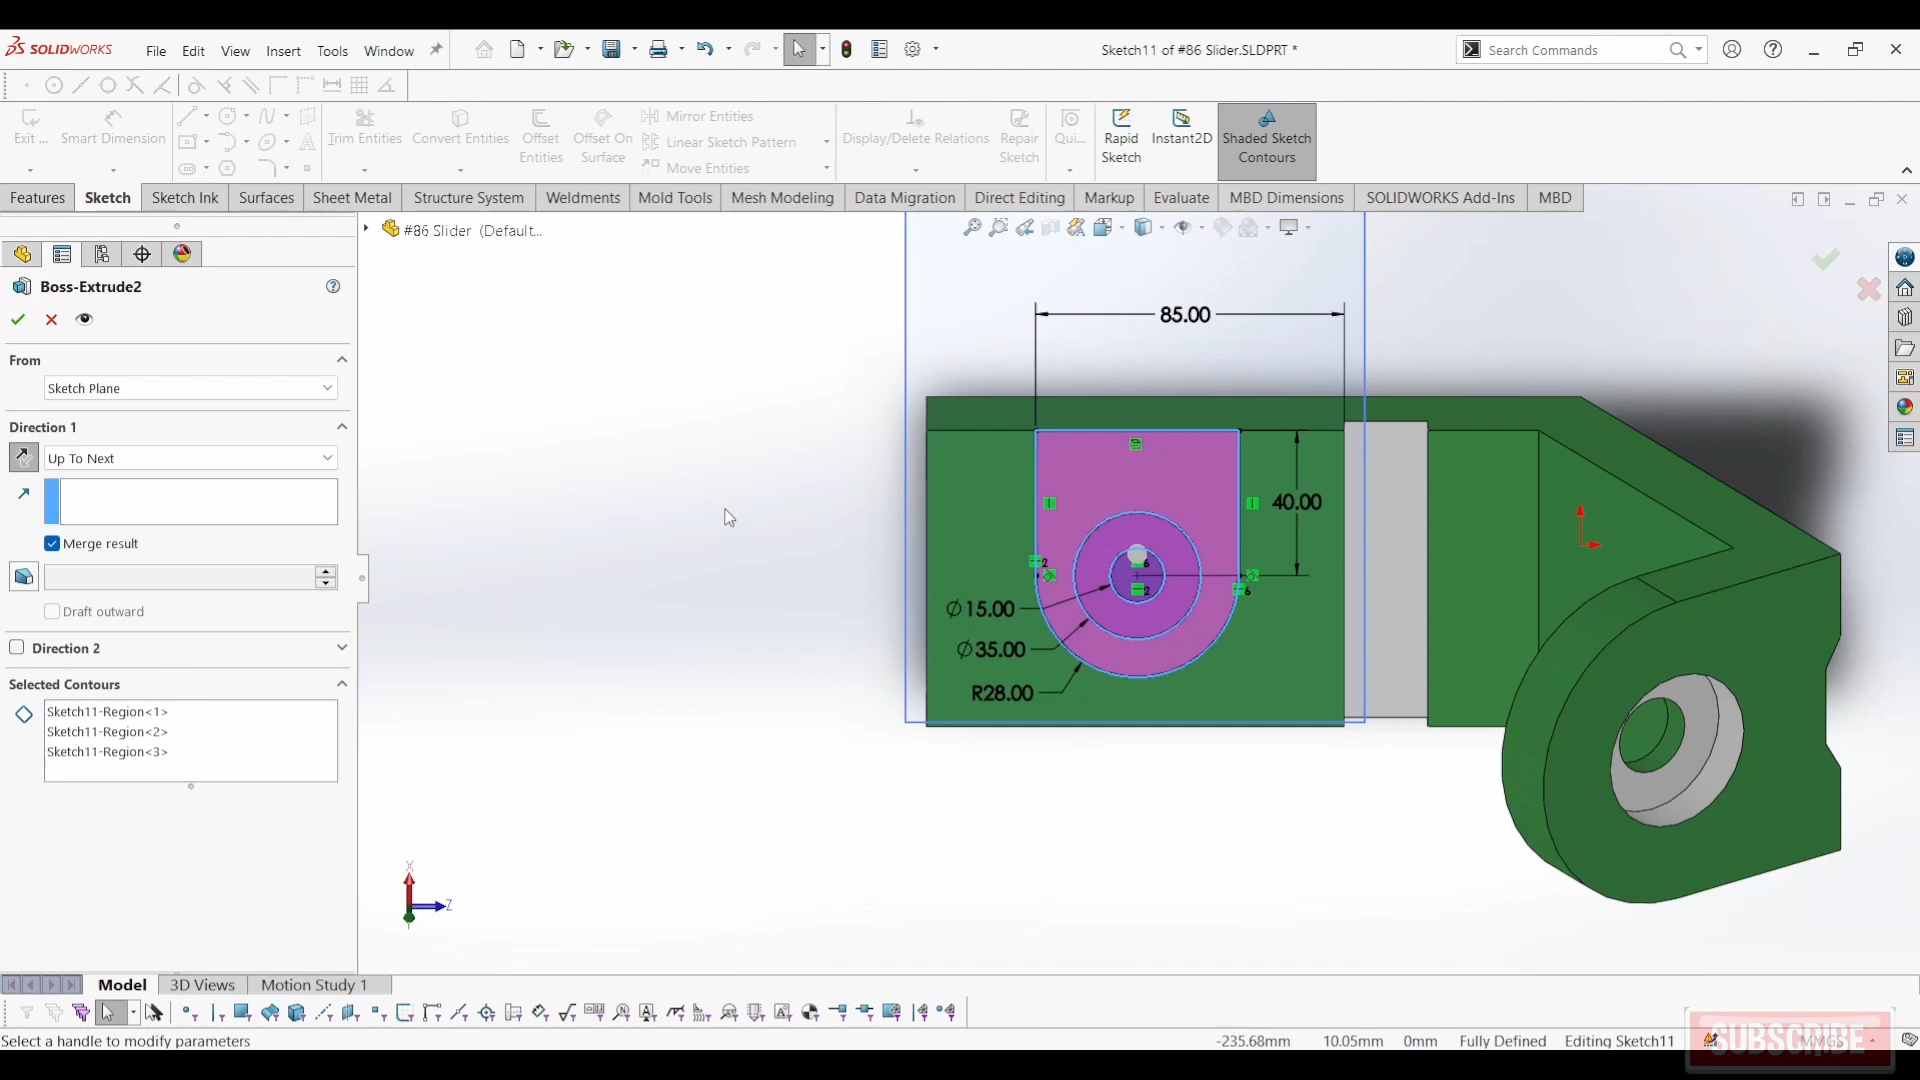 SOLIDWORKS File Edit View Insert Tools Window Sketch11 of #86 Slider.SLDPRT * Search Commands
Exit ... Smart Dimension Trim Entities Convert Entities Offset Entities Offset On Surface Mirror Entities Linear Sketch Pattern Move Entities Display/Delete Relations Repair Sketch Qui... Rapid Sketch Instant2D Shaded Sketch Contours
Features Sketch Sketch Ink Surfaces Sheet Metal Structure System Weldments Mold Tools Mesh Modeling Data Migration Direct Editing Markup Evaluate MBD Dimensions SOLIDWORKS Add-Ins MBD
#86 Slider (Default...
Boss-Extrude2
From
Sketch Plane
Direction 1
Up To Next
Merge result
Draft outward
Direction 2
Selected Contours
Sketch11-Region<1>
Sketch11-Region<2>
Sketch11-Region<3>
85.00
40.00
∅15.00
∅35.00
R28.00
X
Z
Model 3D Views Motion Study 1
Select a handle to modify parameters -235.68mm 10.05mm 0mm Fully Defined Editing Sketch11 MMGS
SUBSCRIBE